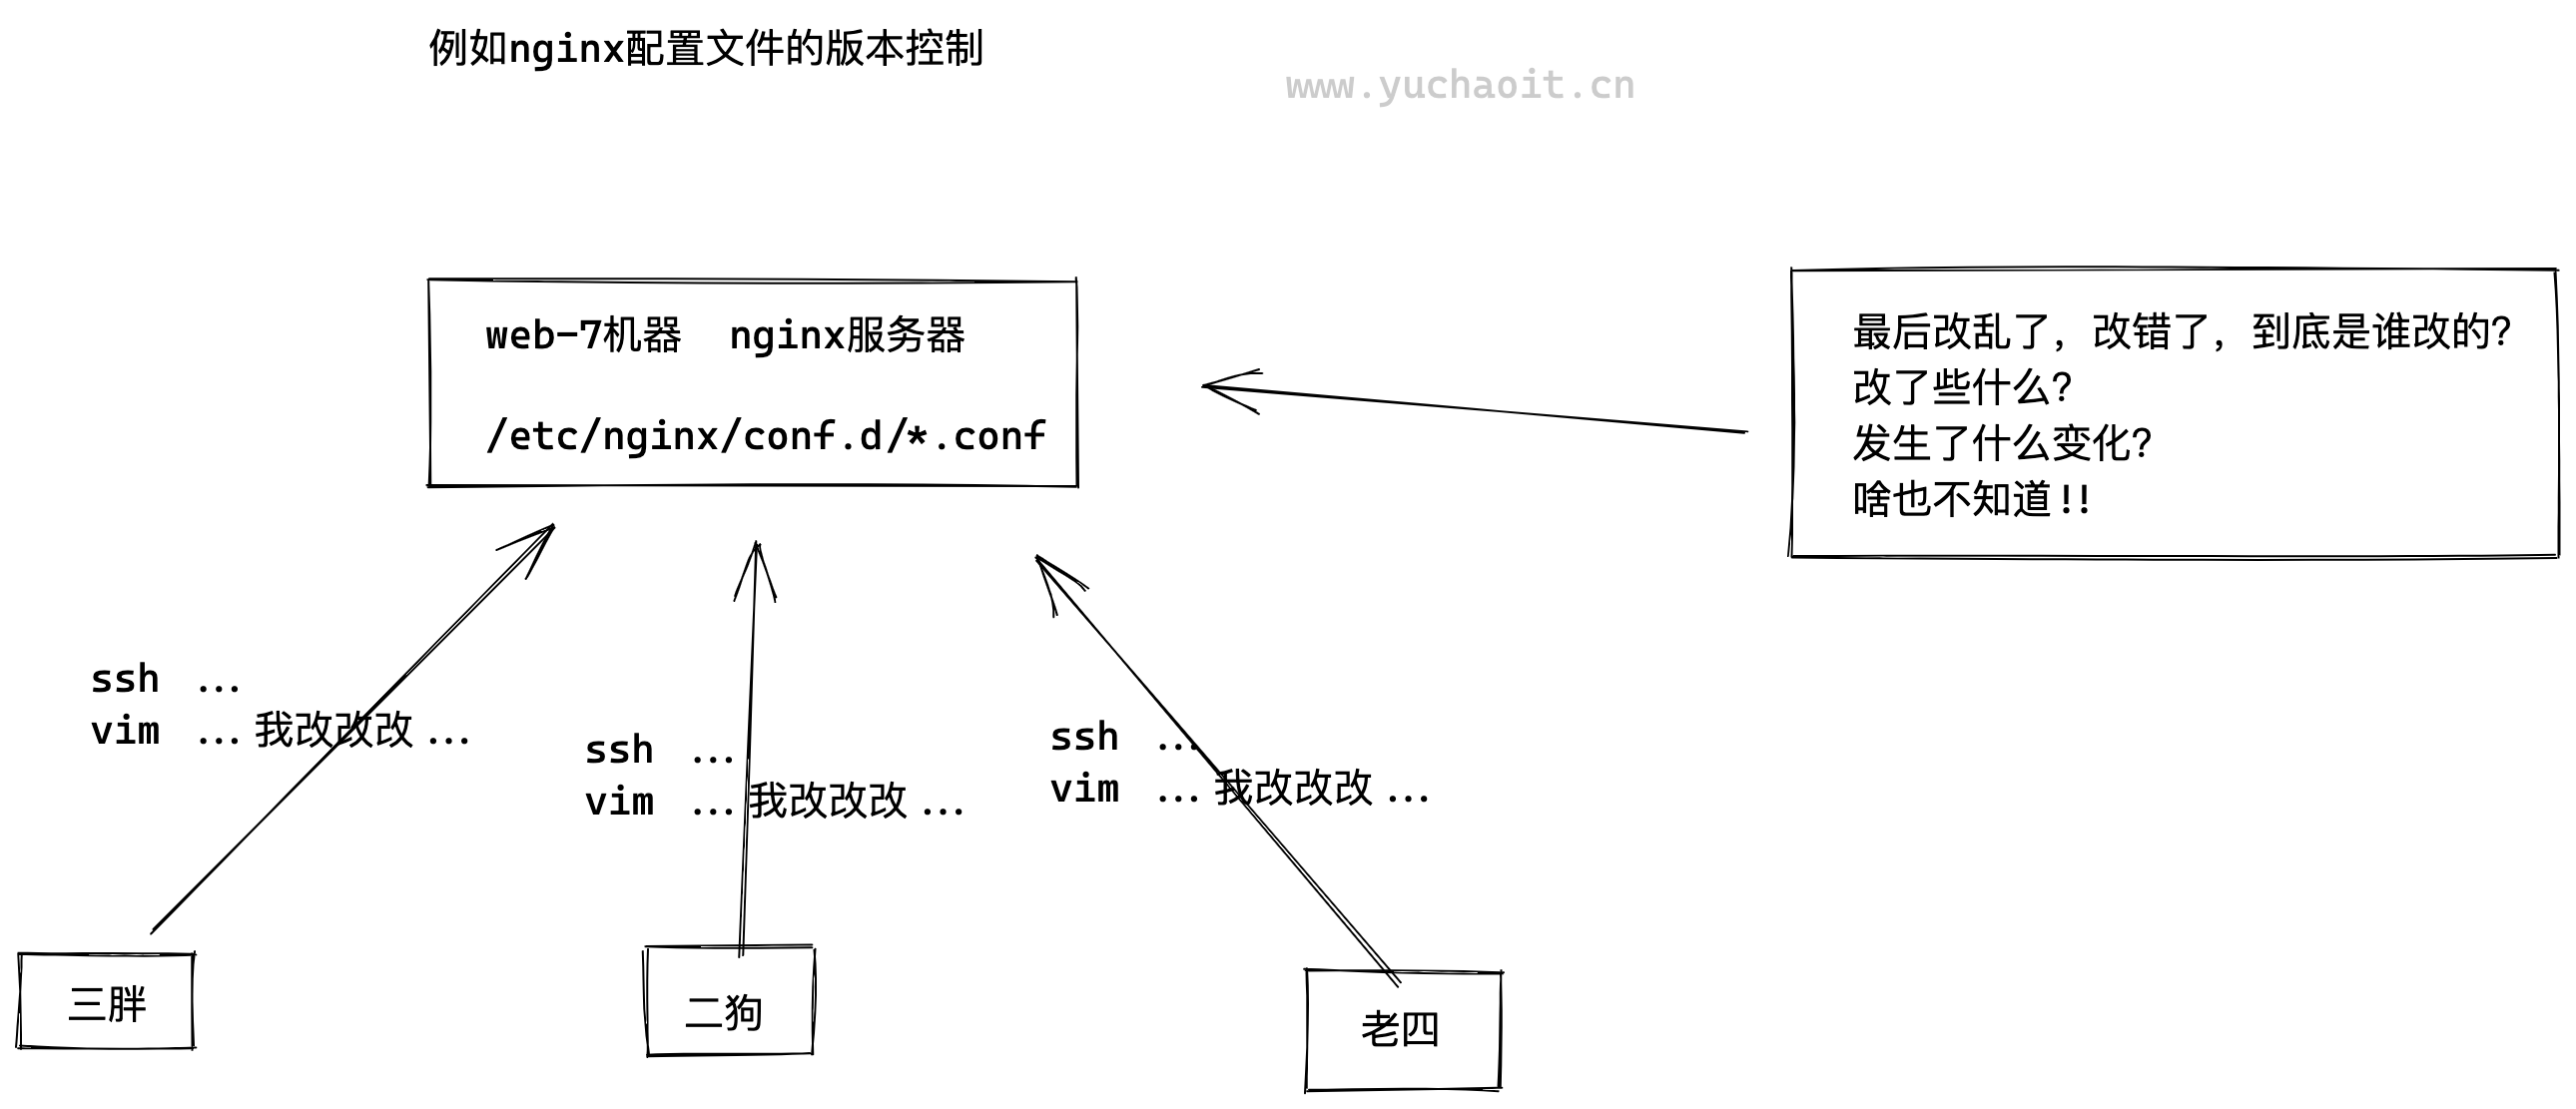 例如nginx配置文件的版本控制
www.yuchaoit.cn
web-7机器  nginx服务器
/etc/nginx/conf.d/*.conf
最后改乱了，改错了，到底是谁改的？
改了些什么？
发生了什么变化？
啥也不知道!!
ssh ...
vim ... 我改改改 ...
ssh ...
vim ... 我改改改 ...
ssh ...
vim ... 我改改改 ...
三胖
二狗
老四